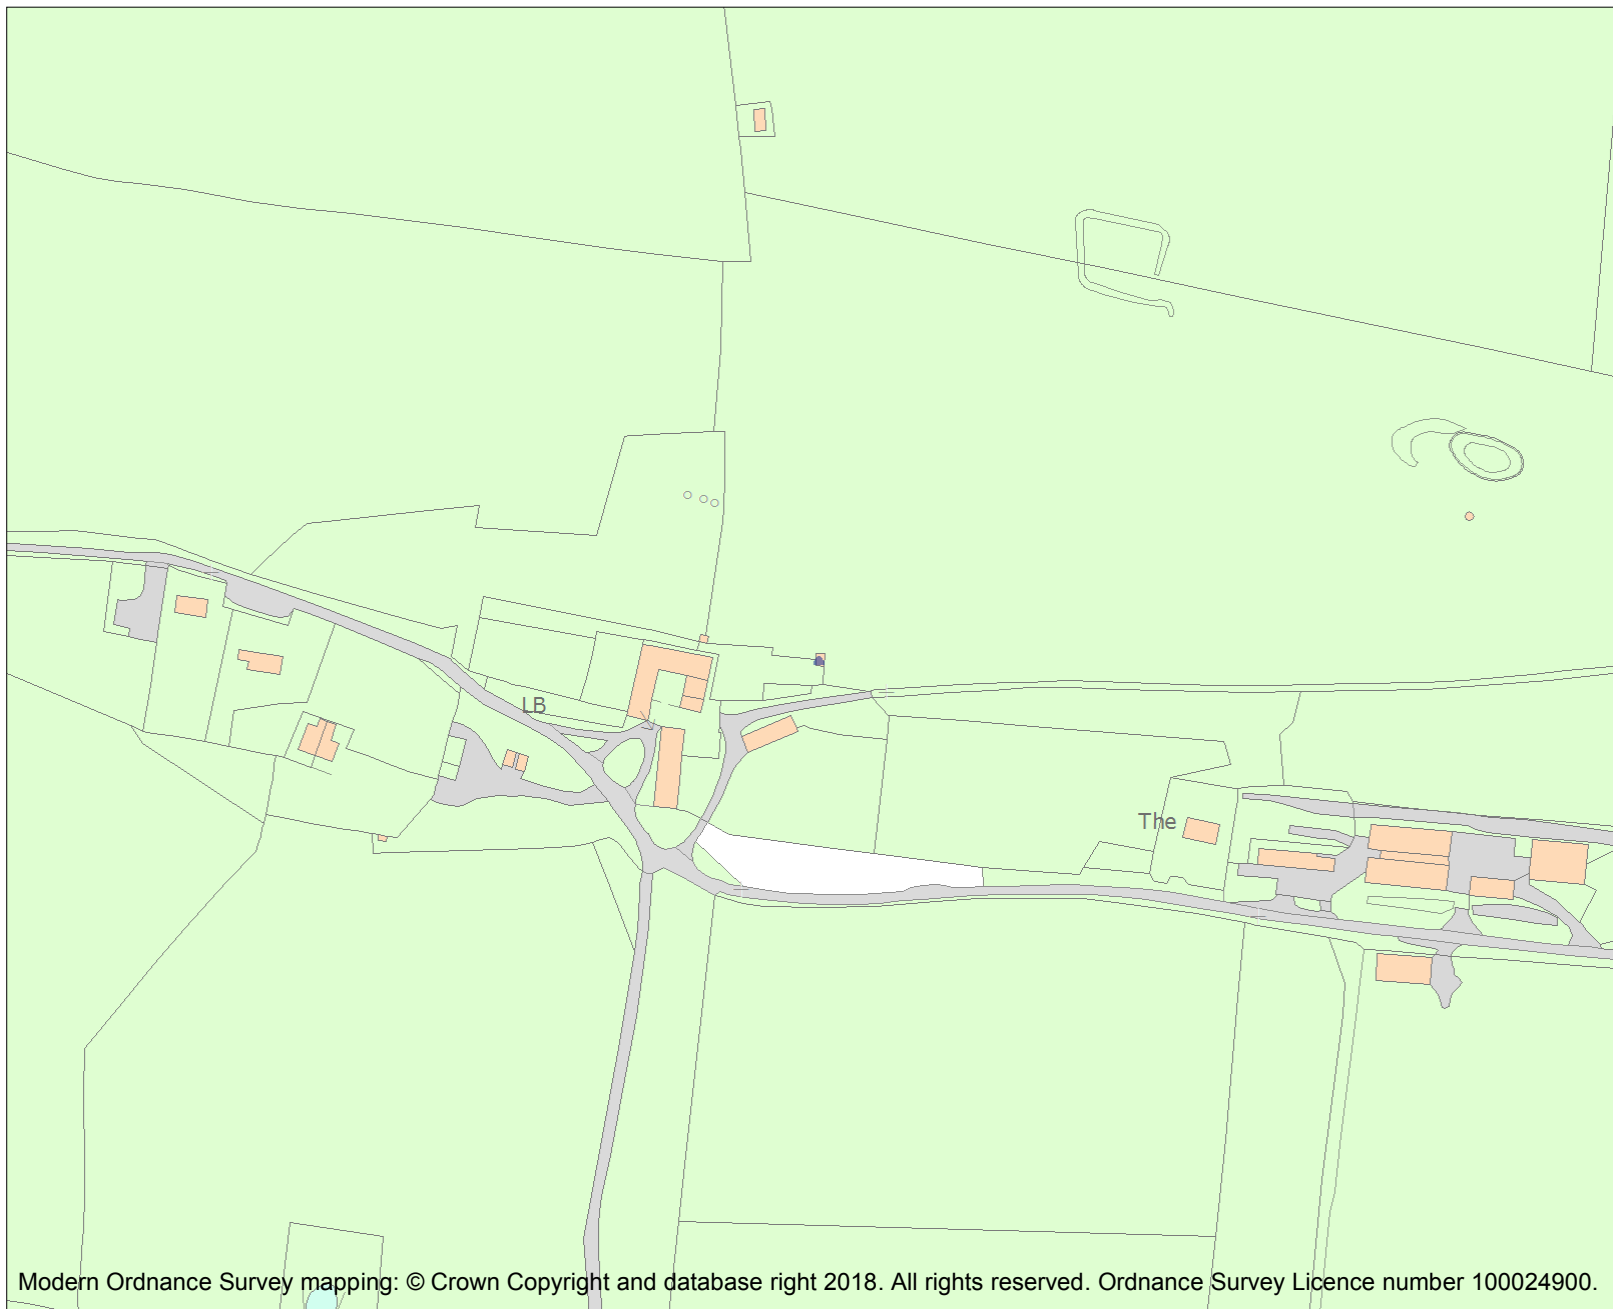 LB
The
Modern Ordnance Survey mapping: © Crown Copyright and database right 2018. All rights reserved. Ordnance Survey Licence number 100024900.